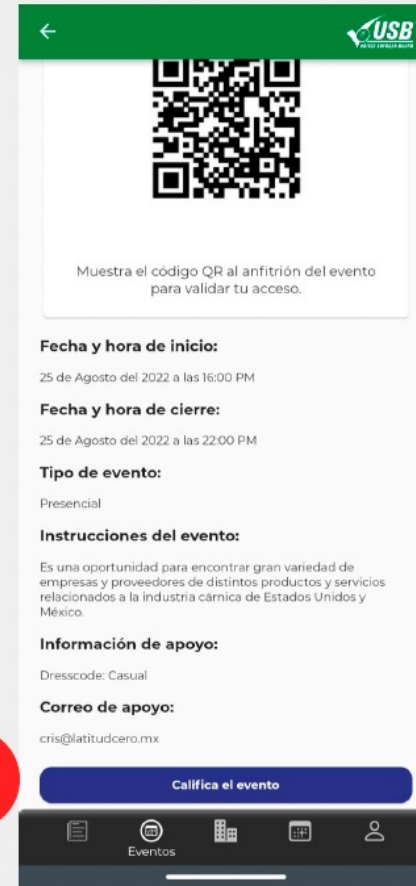 USB
Muestra el código QR al anfitrión del evento
para validar tu acceso.
Fecha y hora de inicio:
25 de Agosto del 2022 a las 16:00 PM
Fecha y hora de cierre:
25 de Agosto del 2022 a las 22:00 PM
Tipo de evento:
Presencial
Instrucciones del evento:
Es una oportunidad para encontrar gran variedad de
empresas y proveedores de distintos productos y servicios
relacionados a la industria cárnica de Estados Unidos y
México.
Información de apoyo:
Dresscode: Casual
Correo de apoyo:
cris@latitudcero.mx
Califica el evento
Eventos